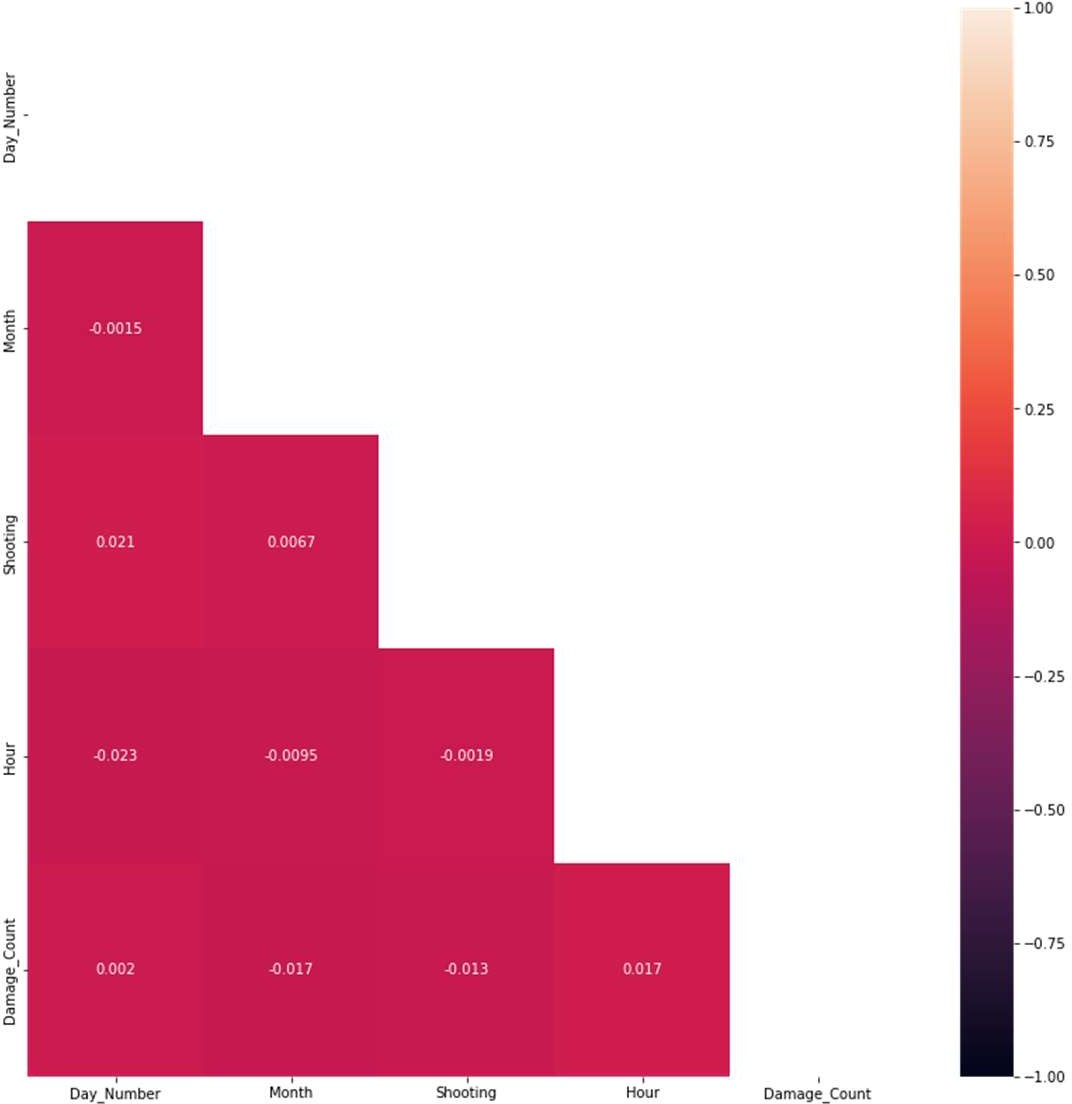 Day_Number
Month
Shooting
Hour
Damage_Count
-0.0015
0.021
0.0067
-0.023
-0.0095
-0.0019
0.002
-0.017
-0.013
0.017
Day_Number
Month
Shooting
Hour
Damage_Count
1.00
0.75
0.50
0.25
0.00
−0.25
−0.50
−0.75
−1.00